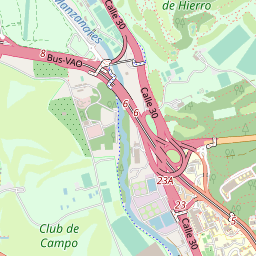 Manzanares
Calle 30
de Hierro
8
Bus-VAO
6
6
Calle 30
23A
23
Calle 30
Club de
Campo